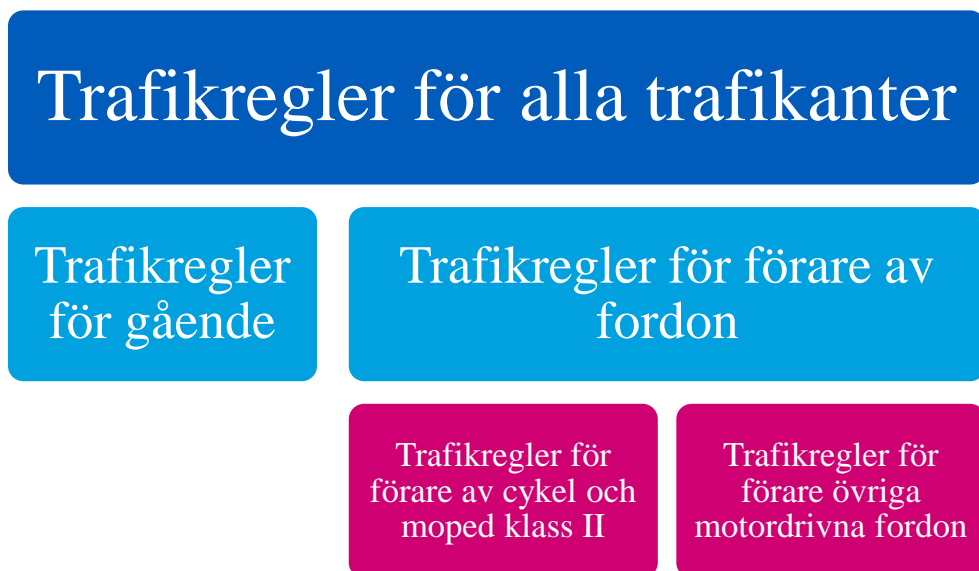 Trafikregler för alla trafikanter
Trafikregler
för gående
Trafikregler för förare av
fordon
Trafikregler för
förare av cykel och
moped klass II
Trafikregler för
förare övriga
motordrivna fordon